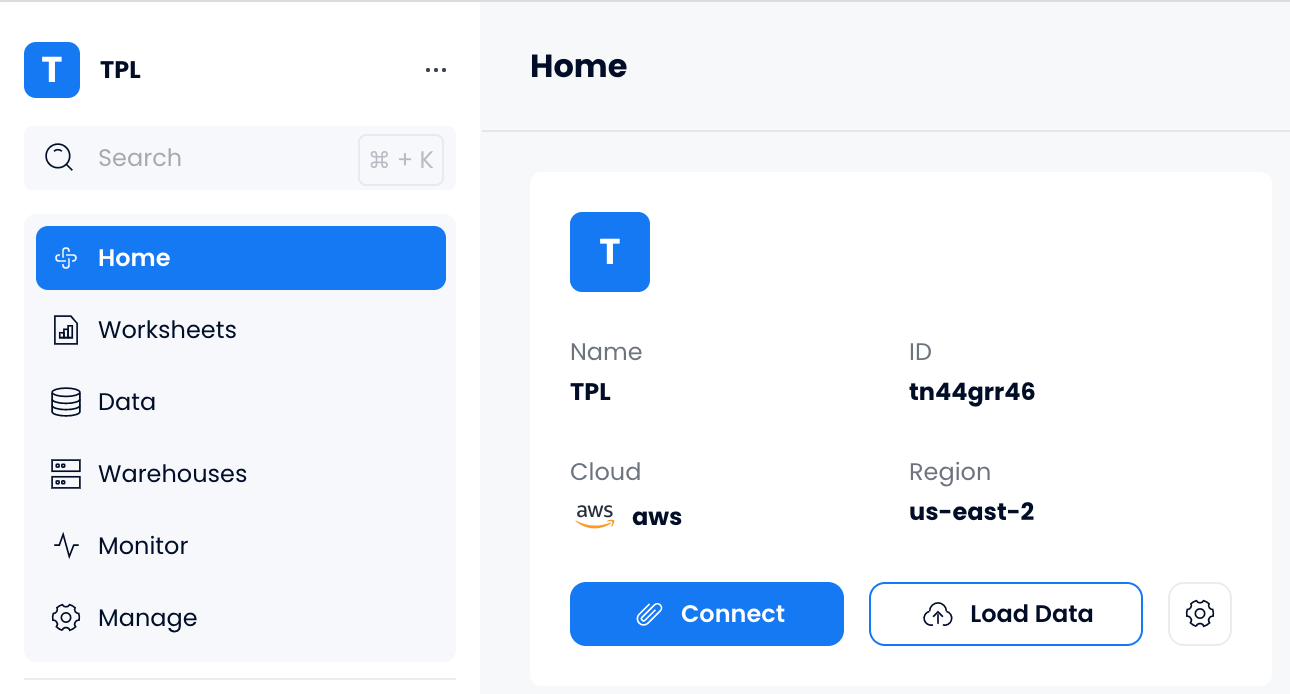 T
TPL
Search
⌘ + K
Home
Worksheets
Data
Warehouses
Monitor
Manage
Home
T
Name
TPL
ID
tn44grr46
Cloud
aws aws
Region
us-east-2
Connect
Load Data